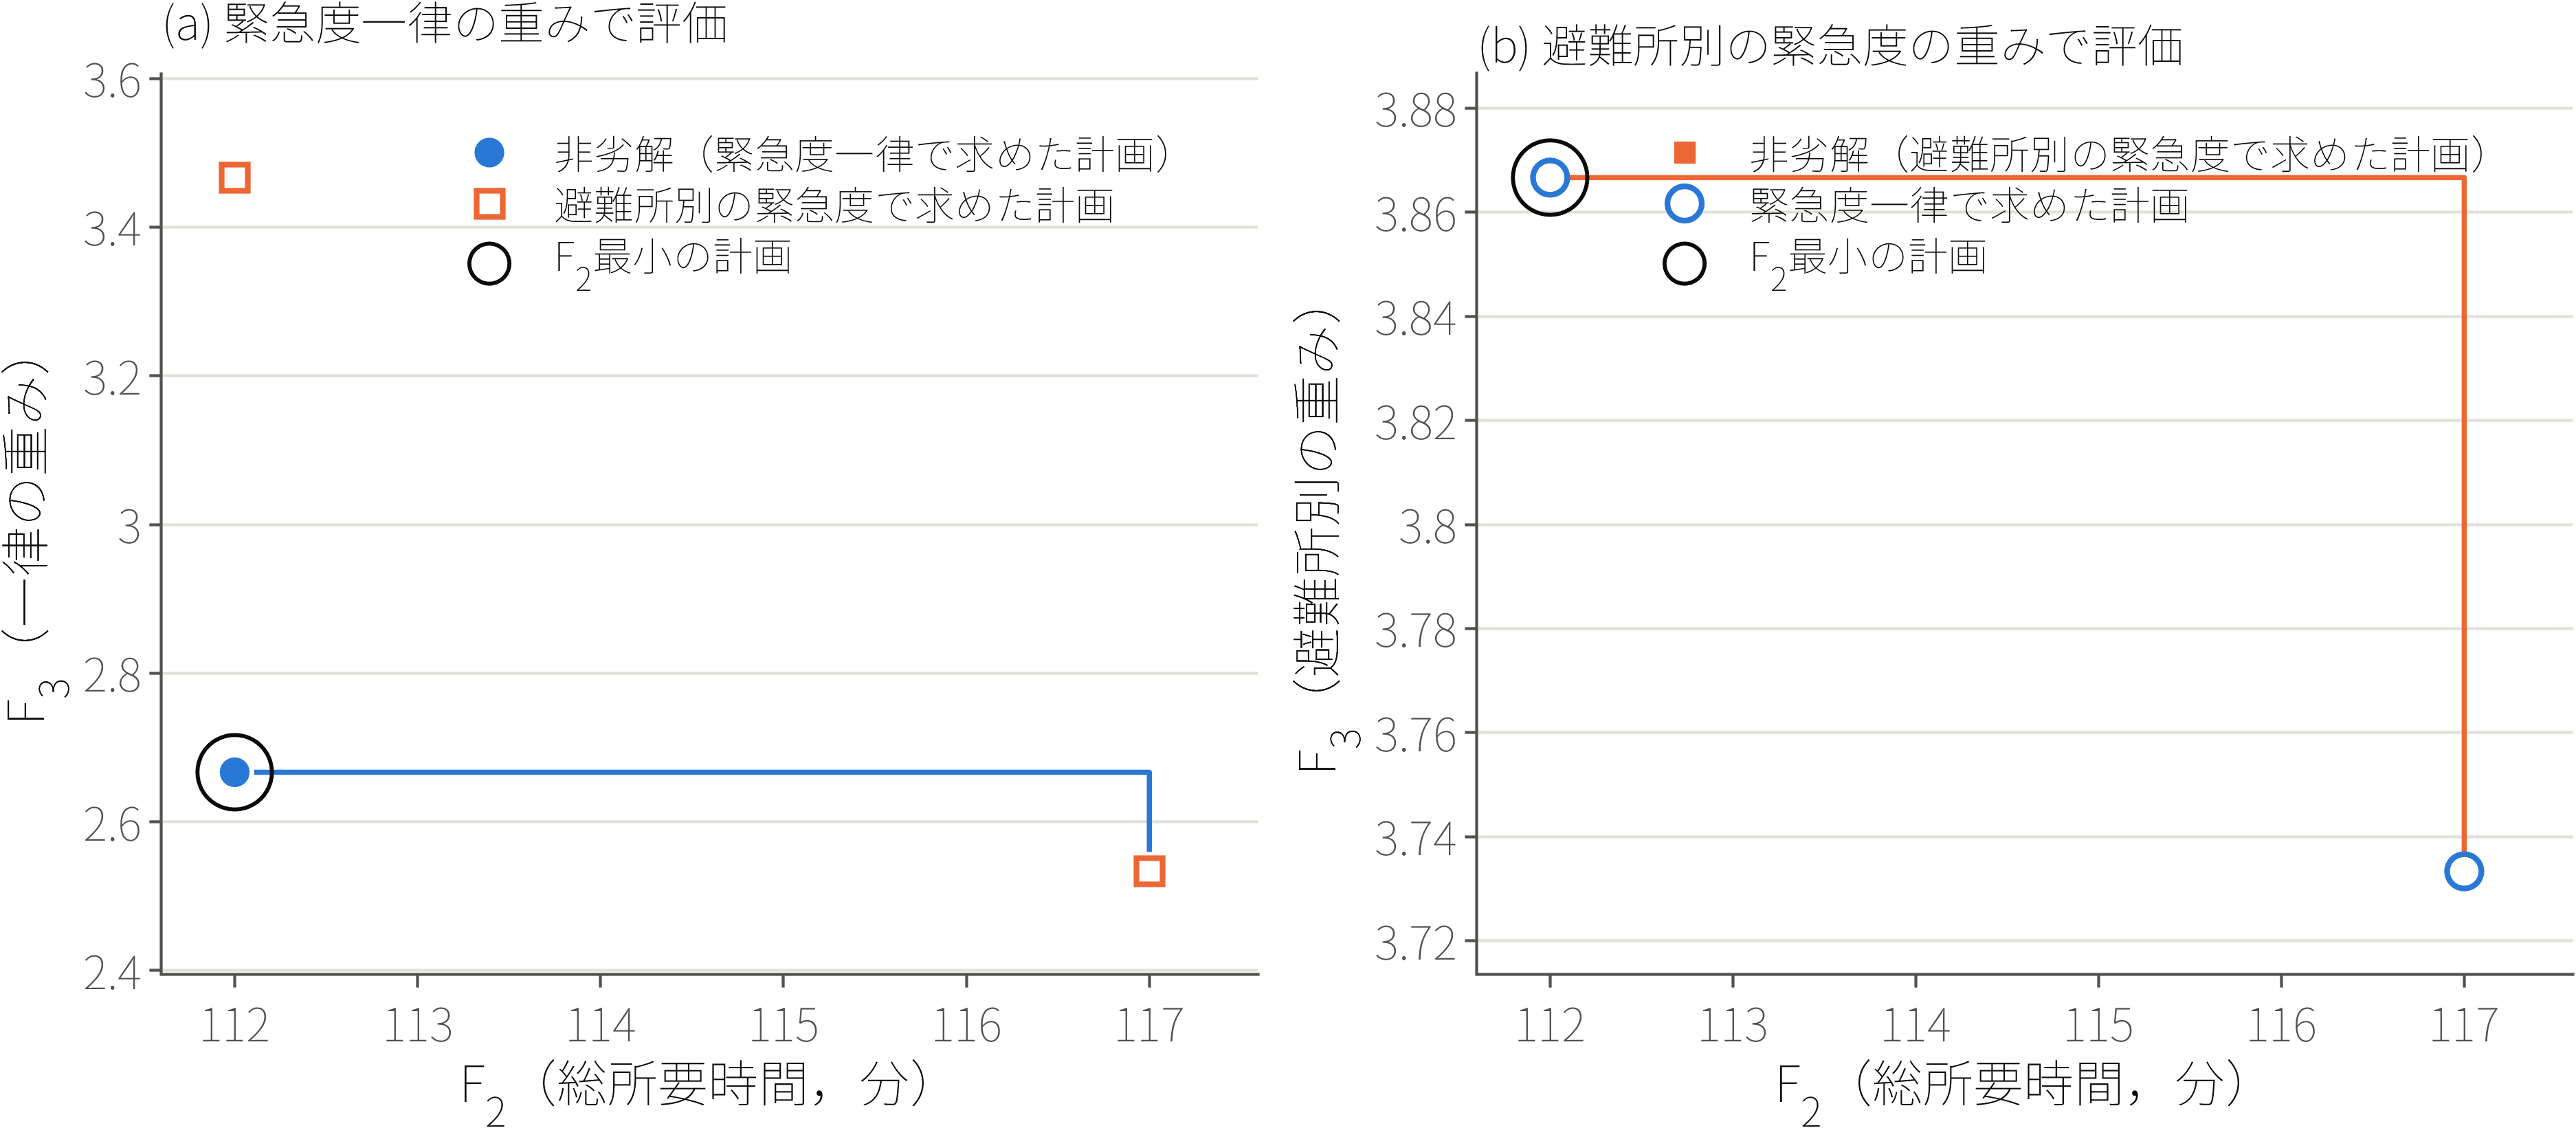 (a) 緊急度一律の重みで評価
3.6
3.4
3.2
3
2.8
2.6
2.4
F3（一律の重み）
非劣解（緊急度一律で求めた計画）
避難所別の緊急度で求めた計画
F2最小の計画
112 113 114 115 116 117
F2（総所要時間，分）
(b) 避難所別の緊急度の重みで評価
3.88
3.86
3.84
3.82
3.8
3.78
3.76
3.74
3.72
F3（避難所別の重み）
非劣解（避難所別の緊急度で求めた計画）
緊急度一律で求めた計画
F2最小の計画
112 113 114 115 116 117
F2（総所要時間，分）